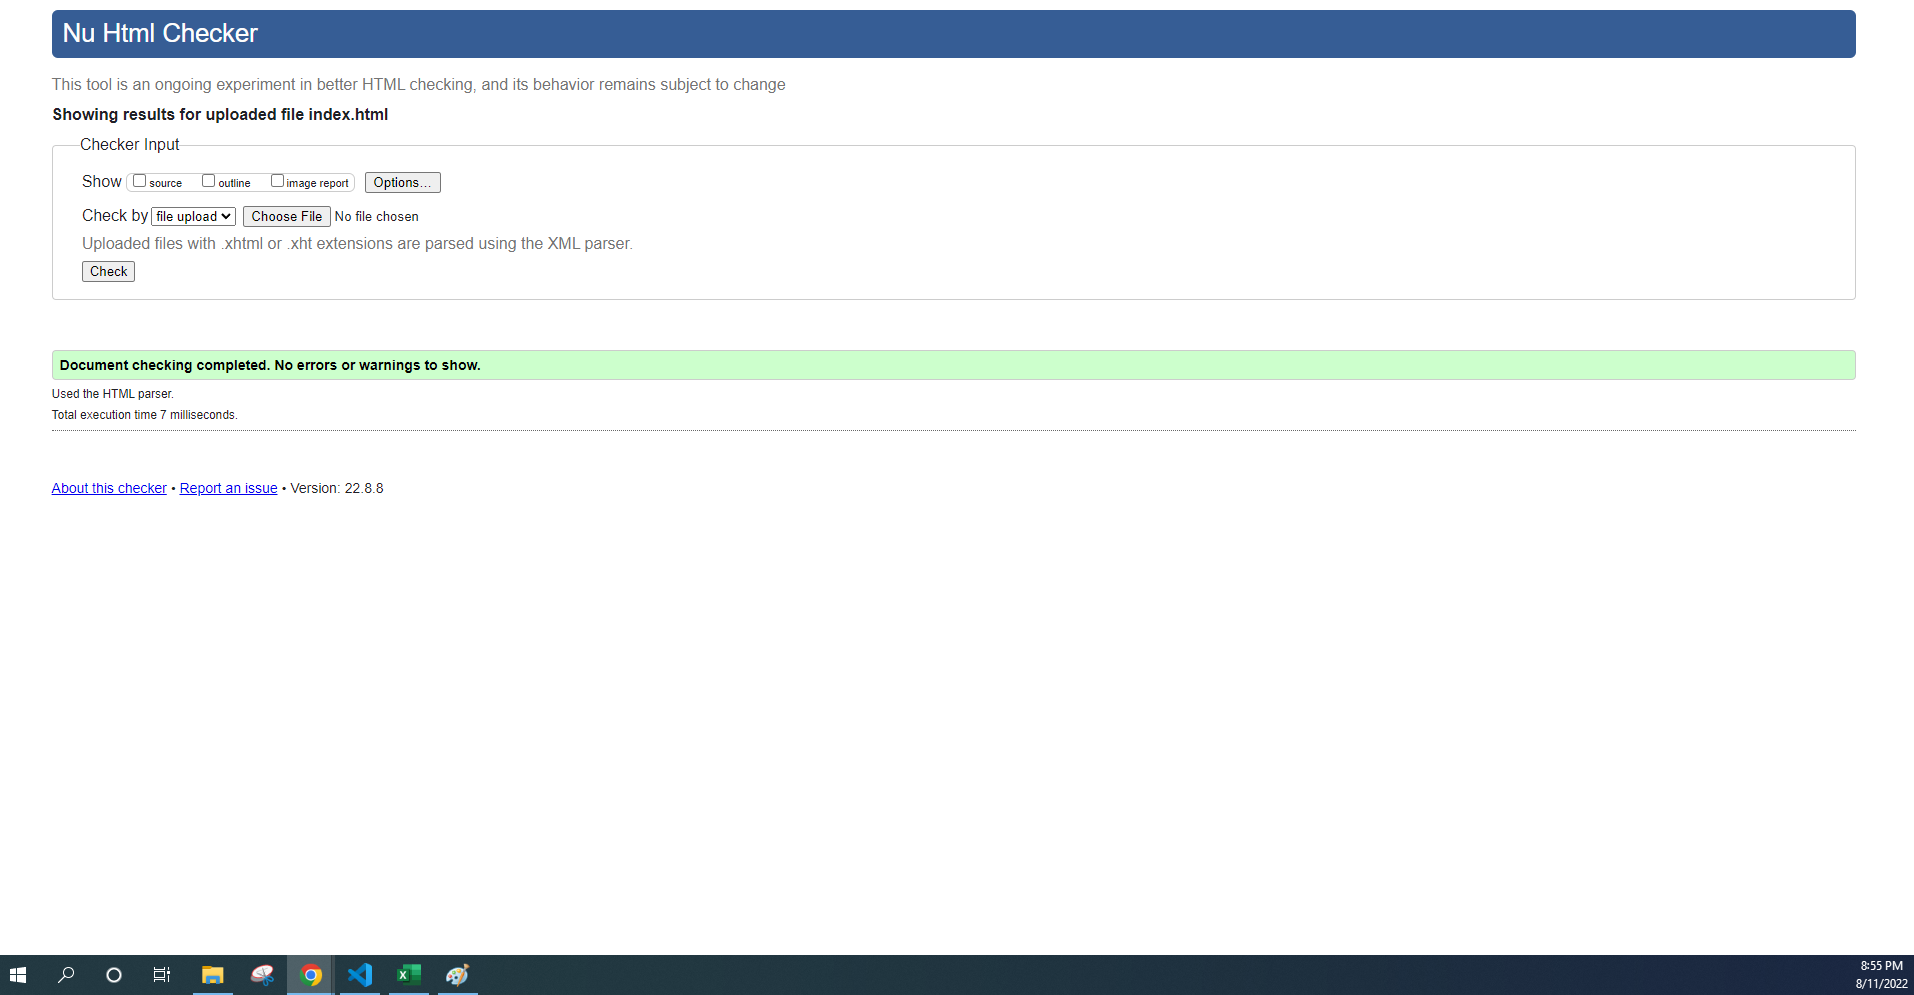 Nu Html Checker
This tool is an ongoing experiment in better HTML checking, and its behavior remains subject to change
Showing results for uploaded file index.html
Checker Input
Show source outline image report Options...
Check by file upload Choose File No file chosen
Uploaded files with .xhtml or .xht extensions are parsed using the XML parser.
Check
Document checking completed. No errors or warnings to show.
Used the HTML parser.
Total execution time 7 milliseconds.
About this checker • Report an issue • Version: 22.8.8
8:55 PM
8/11/2022